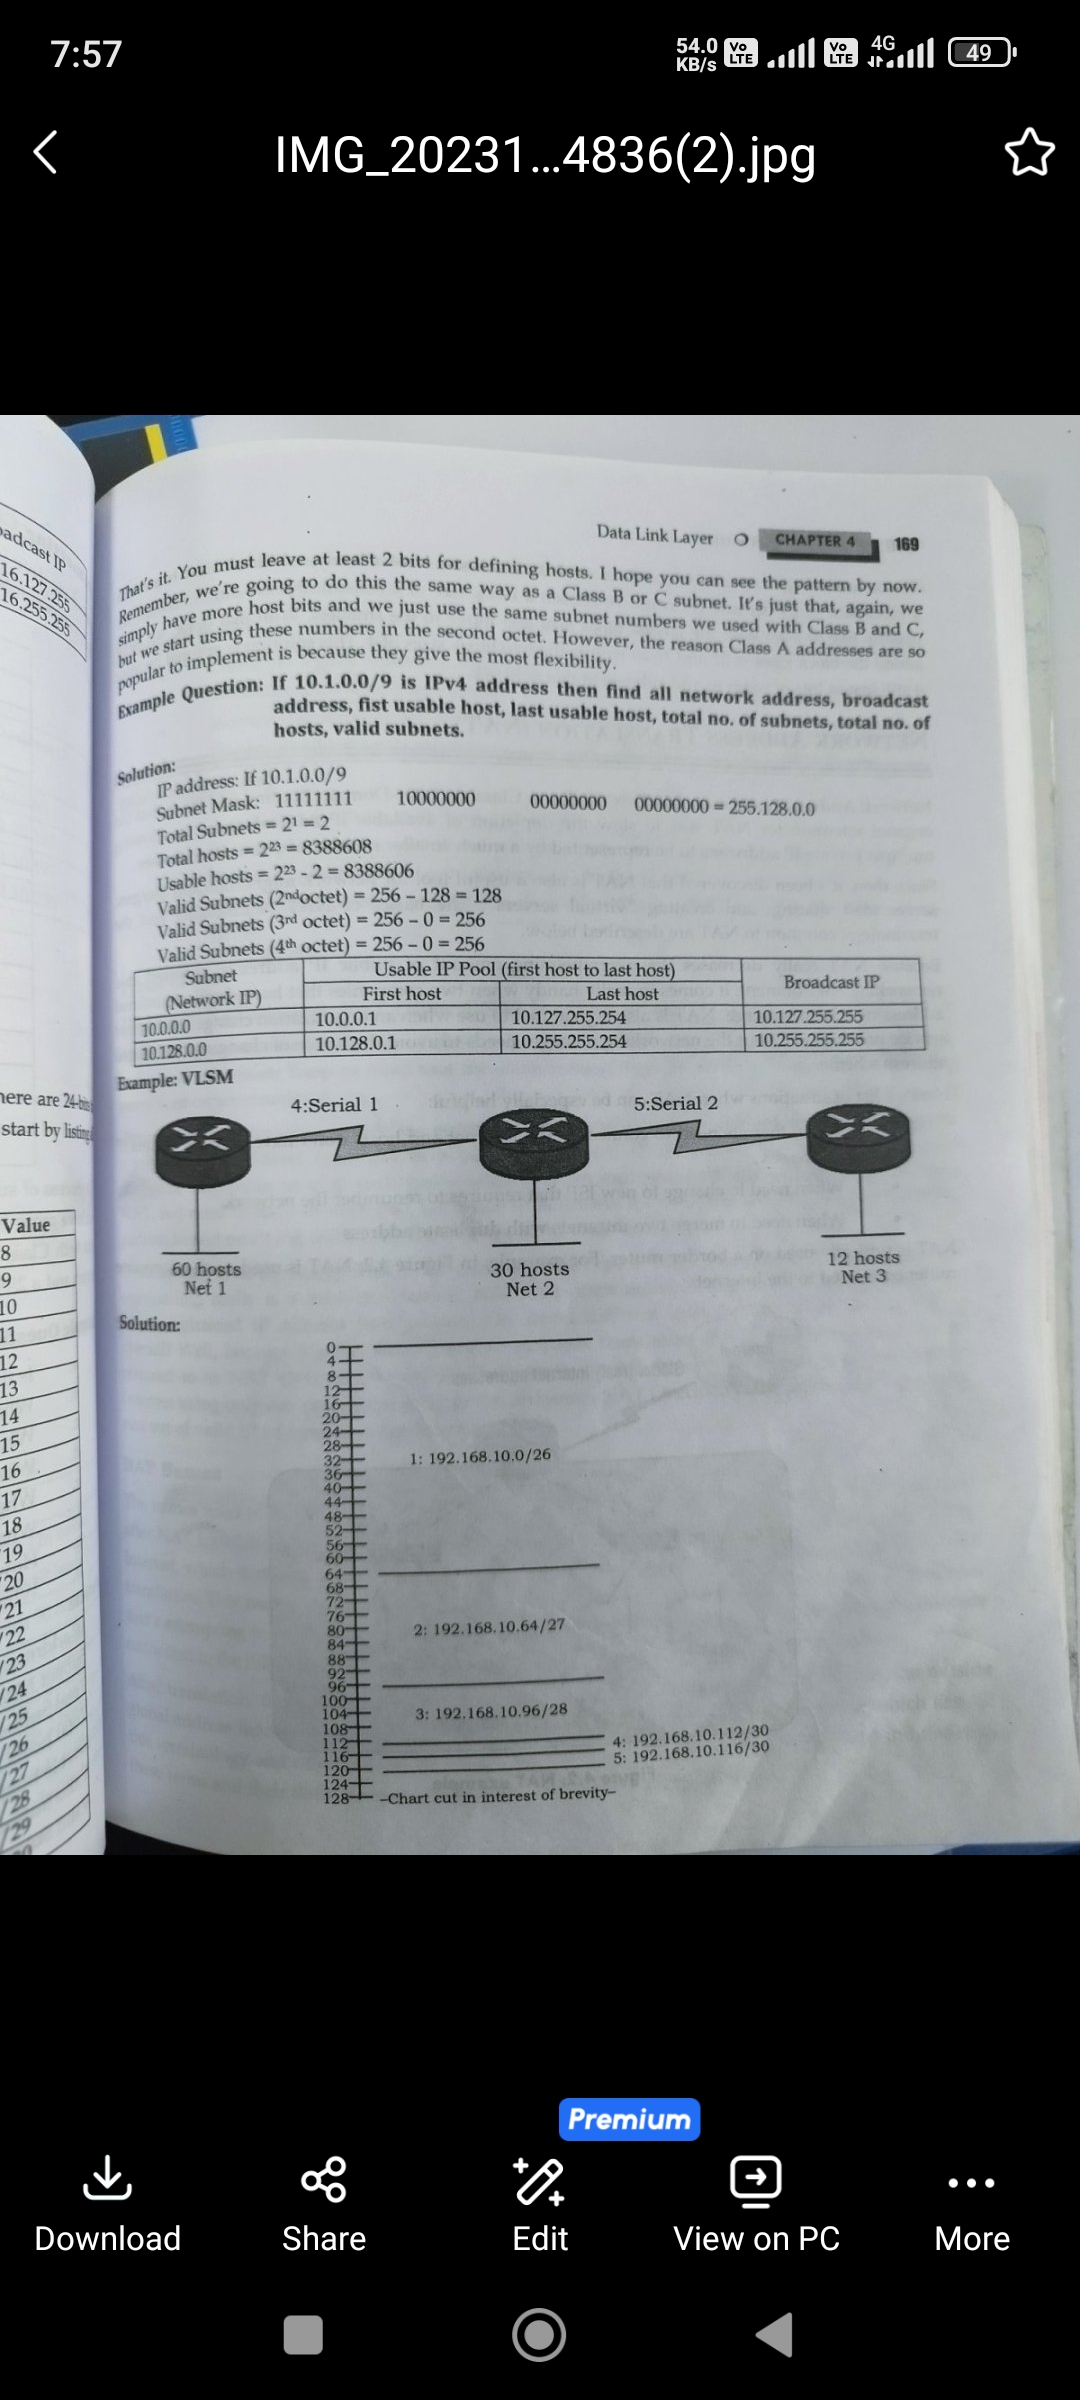 7:57
54.0 KB/s Vo LTE Vo LTE 4G 49
IMG_20231...4836(2).jpg
adcast IP
16.127.255
16.255.255
Data Link Layer CHAPTER 4 169
That's it. You must leave at least 2 bits for defining hosts. I hope you can see the pattern by now.
Remember, we're going to do this the same way as a Class B or C subnet. It's just that, again, we
simply have more host bits and we just use the same subnet numbers we used with Class B and C,
but we start using these numbers in the second octet. However, the reason Class A addresses are so
popular to implement is because they give the most flexibility.
Example Question: If 10.1.0.0/9 is IPv4 address then find all network address, broadcast
address, fist usable host, last usable host, total no. of subnets, total no. of
hosts, valid subnets.
Solution:
IP address: If 10.1.0.0/9
Subnet Mask: 11111111 10000000 00000000 00000000 = 255.128.0.0
Total Subnets = 2¹ = 2
Total hosts = 2²³ = 8388608
Usable hosts = 2²³ - 2 = 8388606
Valid Subnets (2ndoctet) = 256 – 128 = 128
Valid Subnets (3rd octet) = 256 – 0 = 256
Valid Subnets (4th octet) = 256 – 0 = 256
Subnet (Network IP) Usable IP Pool (first host to last host) Broadcast IP
First host Last host
10.0.0.0 10.0.0.1 10.127.255.254 10.127.255.255
10.128.0.0 10.128.0.1 10.255.255.254 10.255.255.255
Example: VLSM
here are 24-bits
start by listing
4:Serial 1 5:Serial 2
60 hosts 30 hosts 12 hosts
Net 1 Net 2 Net 3
Value
8
9
10
11
12
13
14
15
16
17
18
19
20
21
/22
/23
/24
/25
/26
/27
/28
/29
Solution:
0
4
8
12
16
20
24
28
32 1: 192.168.10.0/26
36
40
44
48
52
56
60
64
68
72
76
80 2: 192.168.10.64/27
84
88
92
96
100
104 3: 192.168.10.96/28
108
112 4: 192.168.10.112/30
116 5: 192.168.10.116/30
120
124
128 –Chart cut in interest of brevity–
Premium
Download Share Edit View on PC More